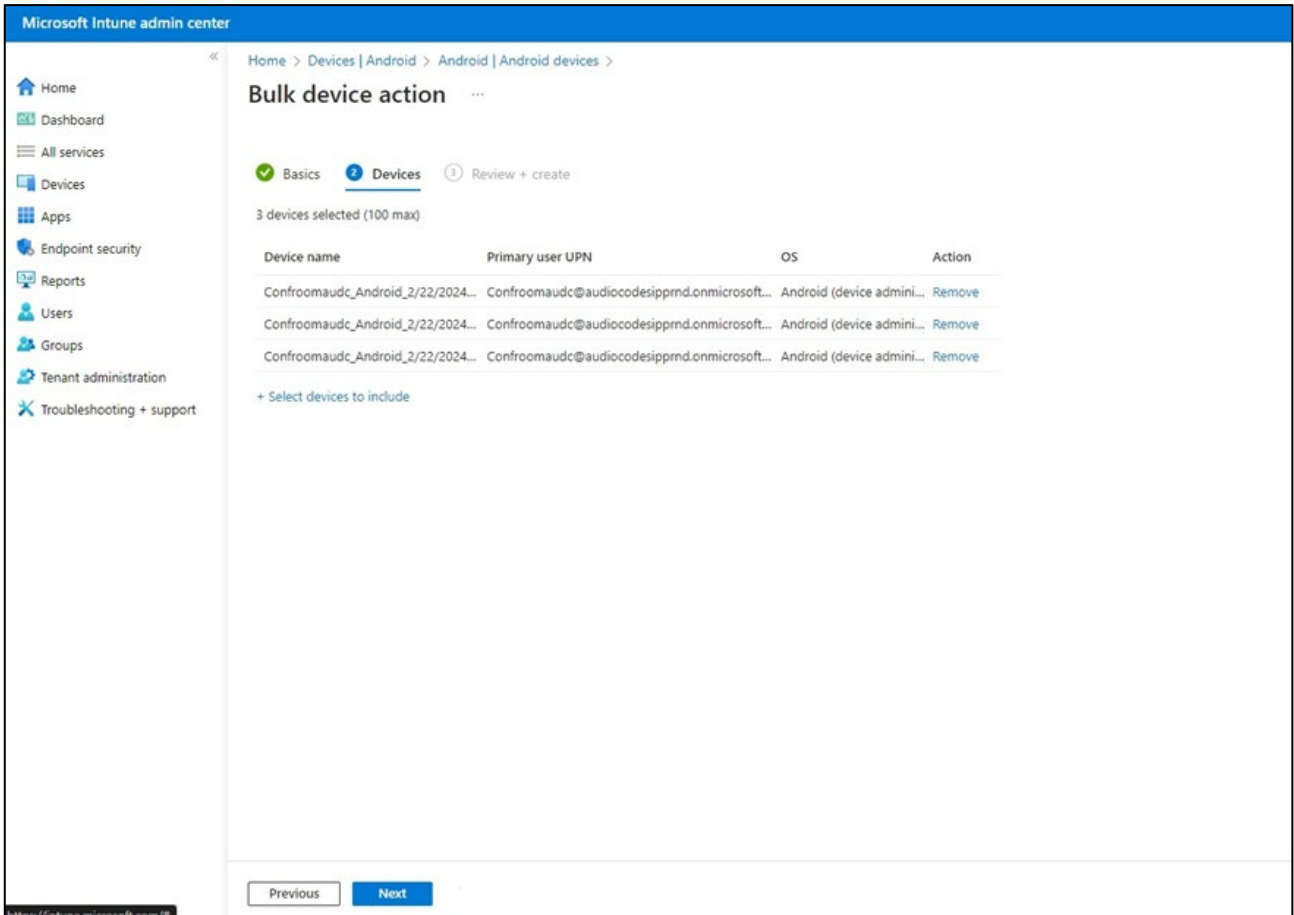 Microsoft Intune admin center
«
Home > Devices | Android > Android | Android devices >
Home
Bulk device action ...
Dashboard
All services
Basics 2 Devices 3 Review + create
Devices
Apps
3 devices selected (100 max)
Endpoint security
Device name Primary user UPN OS Action
Reports
Confroomaudc_Android_2/22/2024... Confroomaudc@audiocodesipprnd.onmicrosoft... Android (device admini... Remove
Users
Confroomaudc_Android_2/22/2024... Confroomaudc@audiocodesipprnd.onmicrosoft... Android (device admini... Remove
Groups
Confroomaudc_Android_2/22/2024... Confroomaudc@audiocodesipprnd.onmicrosoft... Android (device admini... Remove
Tenant administration
+ Select devices to include
Troubleshooting + support
Previous Next